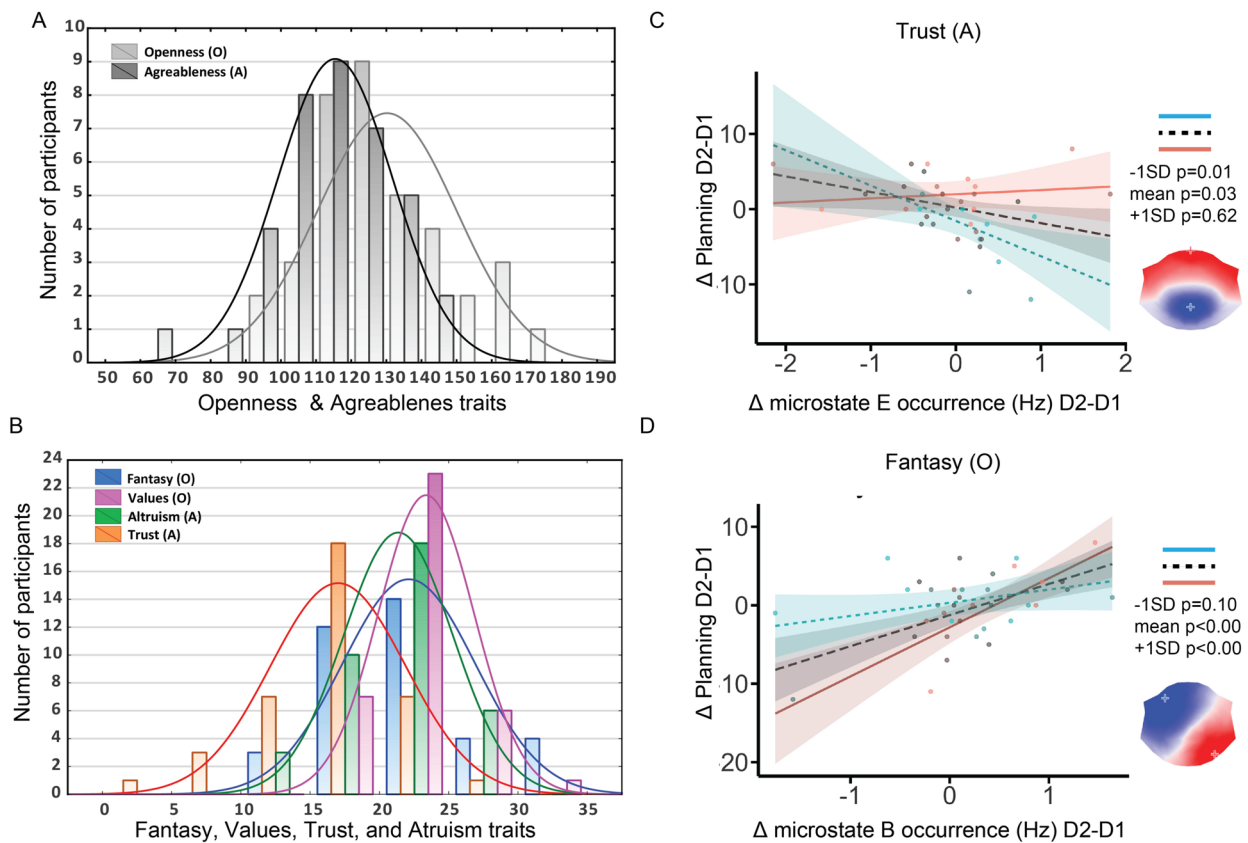 A
10
9
8
7
6
5
4
3
2
1
0
Number of participants
Openness (O)
Agreableness (A)
50 60 70 80 90 100 110 120 130 140 150 160 170 180 190
Openness & Agreablenes traits
B
24
22
20
18
16
14
12
10
8
6
4
2
0
Number of participants
Fantasy (O)
Values (O)
Altruism (A)
Trust (A)
0 5 10 15 20 25 30 35
Fantasy, Values, Trust, and Atruism traits
C
Trust (A)
Δ Planning D2-D1
10
0
10
-2 -1 0 1 2
Δ microstate E occurrence (Hz) D2-D1
-1SD p=0.01
mean p=0.03
+1SD p=0.62
D
Fantasy (O)
Δ Planning D2-D1
10
0
10
20
-1 0 1
Δ microstate B occurrence (Hz) D2-D1
-1SD p=0.10
mean p<0.00
+1SD p<0.00